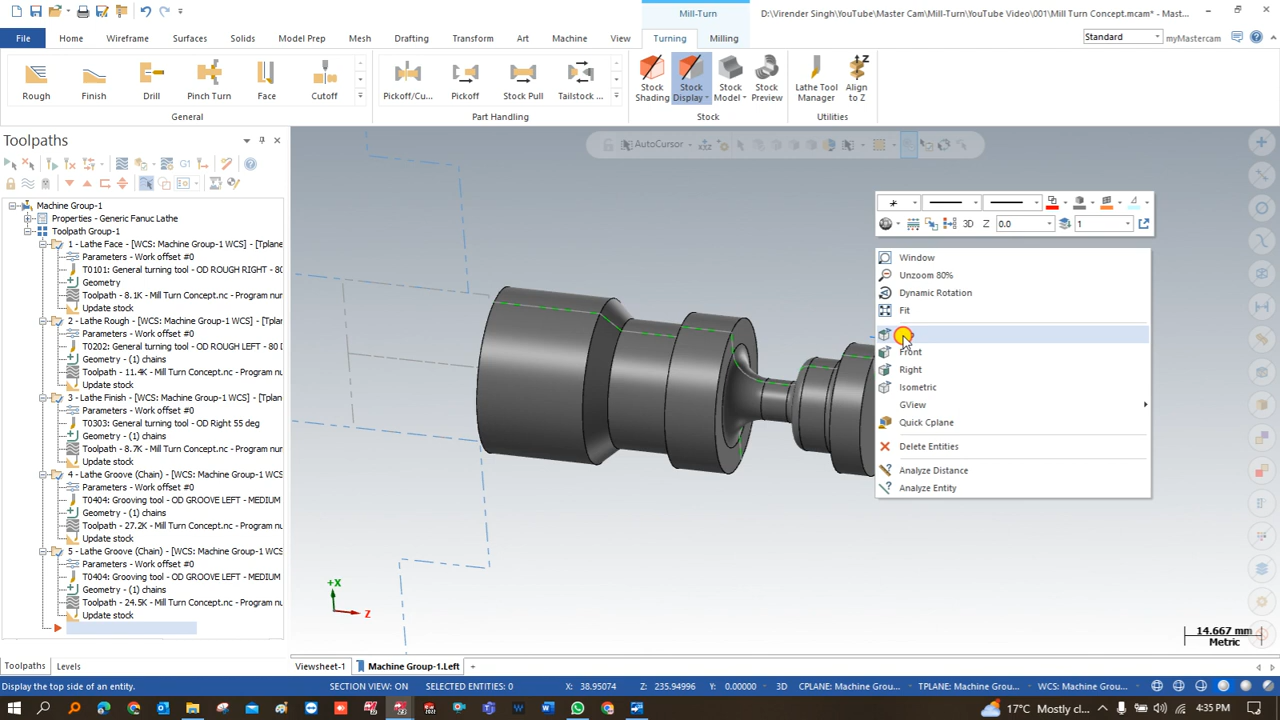 Mill-Turn
D:\Virender Singh\YouTube\Master Cam\Mill-Turn\YouTube Video\001\Mill Turn Concept.mcam* - Mast...
File Home Wireframe Surfaces Solids Model Prep Mesh Drafting Transform Art Machine View Turning Milling
Standard
myMastercam
Rough Finish Drill Pinch Turn Face Cutoff
Pickoff/Cu... Pickoff Stock Pull Tailstock ...
Stock Shading
Stock Display
Stock Model
Stock Preview
Lathe Tool Manager
Align to Z
General
Part Handling
Stock
Utilities
Toolpaths
AutoCursor
G1
Machine Group-1
Properties - Generic Fanuc Lathe
Toolpath Group-1
1 - Lathe Face - [WCS: Machine Group-1 WCS] - [Tplane
Parameters - Work offset #0
T0101: General turning tool - OD ROUGH RIGHT - 80
Geometry
Toolpath - 8.1K - Mill Turn Concept.nc - Program num
Update stock
2 - Lathe Rough - [WCS: Machine Group-1 WCS] - [Tpla
Parameters - Work offset #0
T0202: General turning tool - OD ROUGH LEFT - 80 D
Geometry - (1) chains
Toolpath - 11.4K - Mill Turn Concept.nc - Program nu
Update stock
3 - Lathe Finish - [WCS: Machine Group-1 WCS] - [Tplan
Parameters - Work offset #0
T0303: General turning tool - OD Right 55 deg
Geometry - (1) chains
Toolpath - 8.7K - Mill Turn Concept.nc - Program num
Update stock
4 - Lathe Groove (Chain) - [WCS: Machine Group-1 WCS
Parameters - Work offset #0
T0404: Grooving tool - OD GROOVE LEFT - MEDIUM
Geometry - (1) chains
Toolpath - 27.2K - Mill Turn Concept.nc - Program nu
Update stock
5 - Lathe Groove (Chain) - [WCS: Machine Group-1 WCS
Parameters - Work offset #0
T0404: Grooving tool - OD GROOVE LEFT - MEDIUM
Geometry - (1) chains
Toolpath - 24.5K - Mill Turn Concept.nc - Program nu
Update stock
3D Z 0.0 1
Window
Unzoom 80%
Dynamic Rotation
Fit
Front
Right
Isometric
GView
Quick Cplane
Delete Entities
Analyze Distance
Analyze Entity
+X
Z
14.667 mm
Metric
Toolpaths Levels
Viewsheet-1 Machine Group-1.Left +
Display the top side of an entity.
SECTION VIEW: ON SELECTED ENTITIES: 0 X: 38.95074 Z: 235.94996 Y: 0.00000 3D CPLANE: Machine Grou... TPLANE: Machine Grou... WCS: Machine Grou...
17°C Mostly cl... 4:35 PM